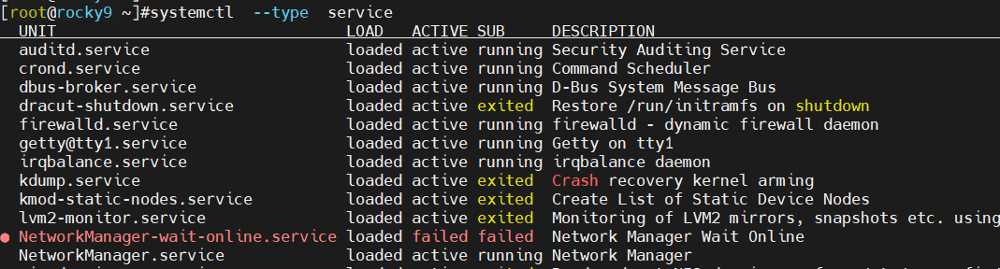 [root@rocky9 ~]#systemctl --type service
UNIT LOAD ACTIVE SUB DESCRIPTION
auditd.service loaded active running Security Auditing Service
crond.service loaded active running Command Scheduler
dbus-broker.service loaded active running D-Bus System Message Bus
dracut-shutdown.service loaded active exited Restore /run/initramfs on shutdown
firewalld.service loaded active running firewalld - dynamic firewall daemon
getty@tty1.service loaded active running Getty on tty1
irqbalance.service loaded active running irqbalance daemon
kdump.service loaded active exited Crash recovery kernel arming
kmod-static-nodes.service loaded active exited Create List of Static Device Nodes
lvm2-monitor.service loaded active exited Monitoring of LVM2 mirrors, snapshots etc. using
● NetworkManager-wait-online.service loaded failed failed Network Manager Wait Online
NetworkManager.service loaded active running Network Manager